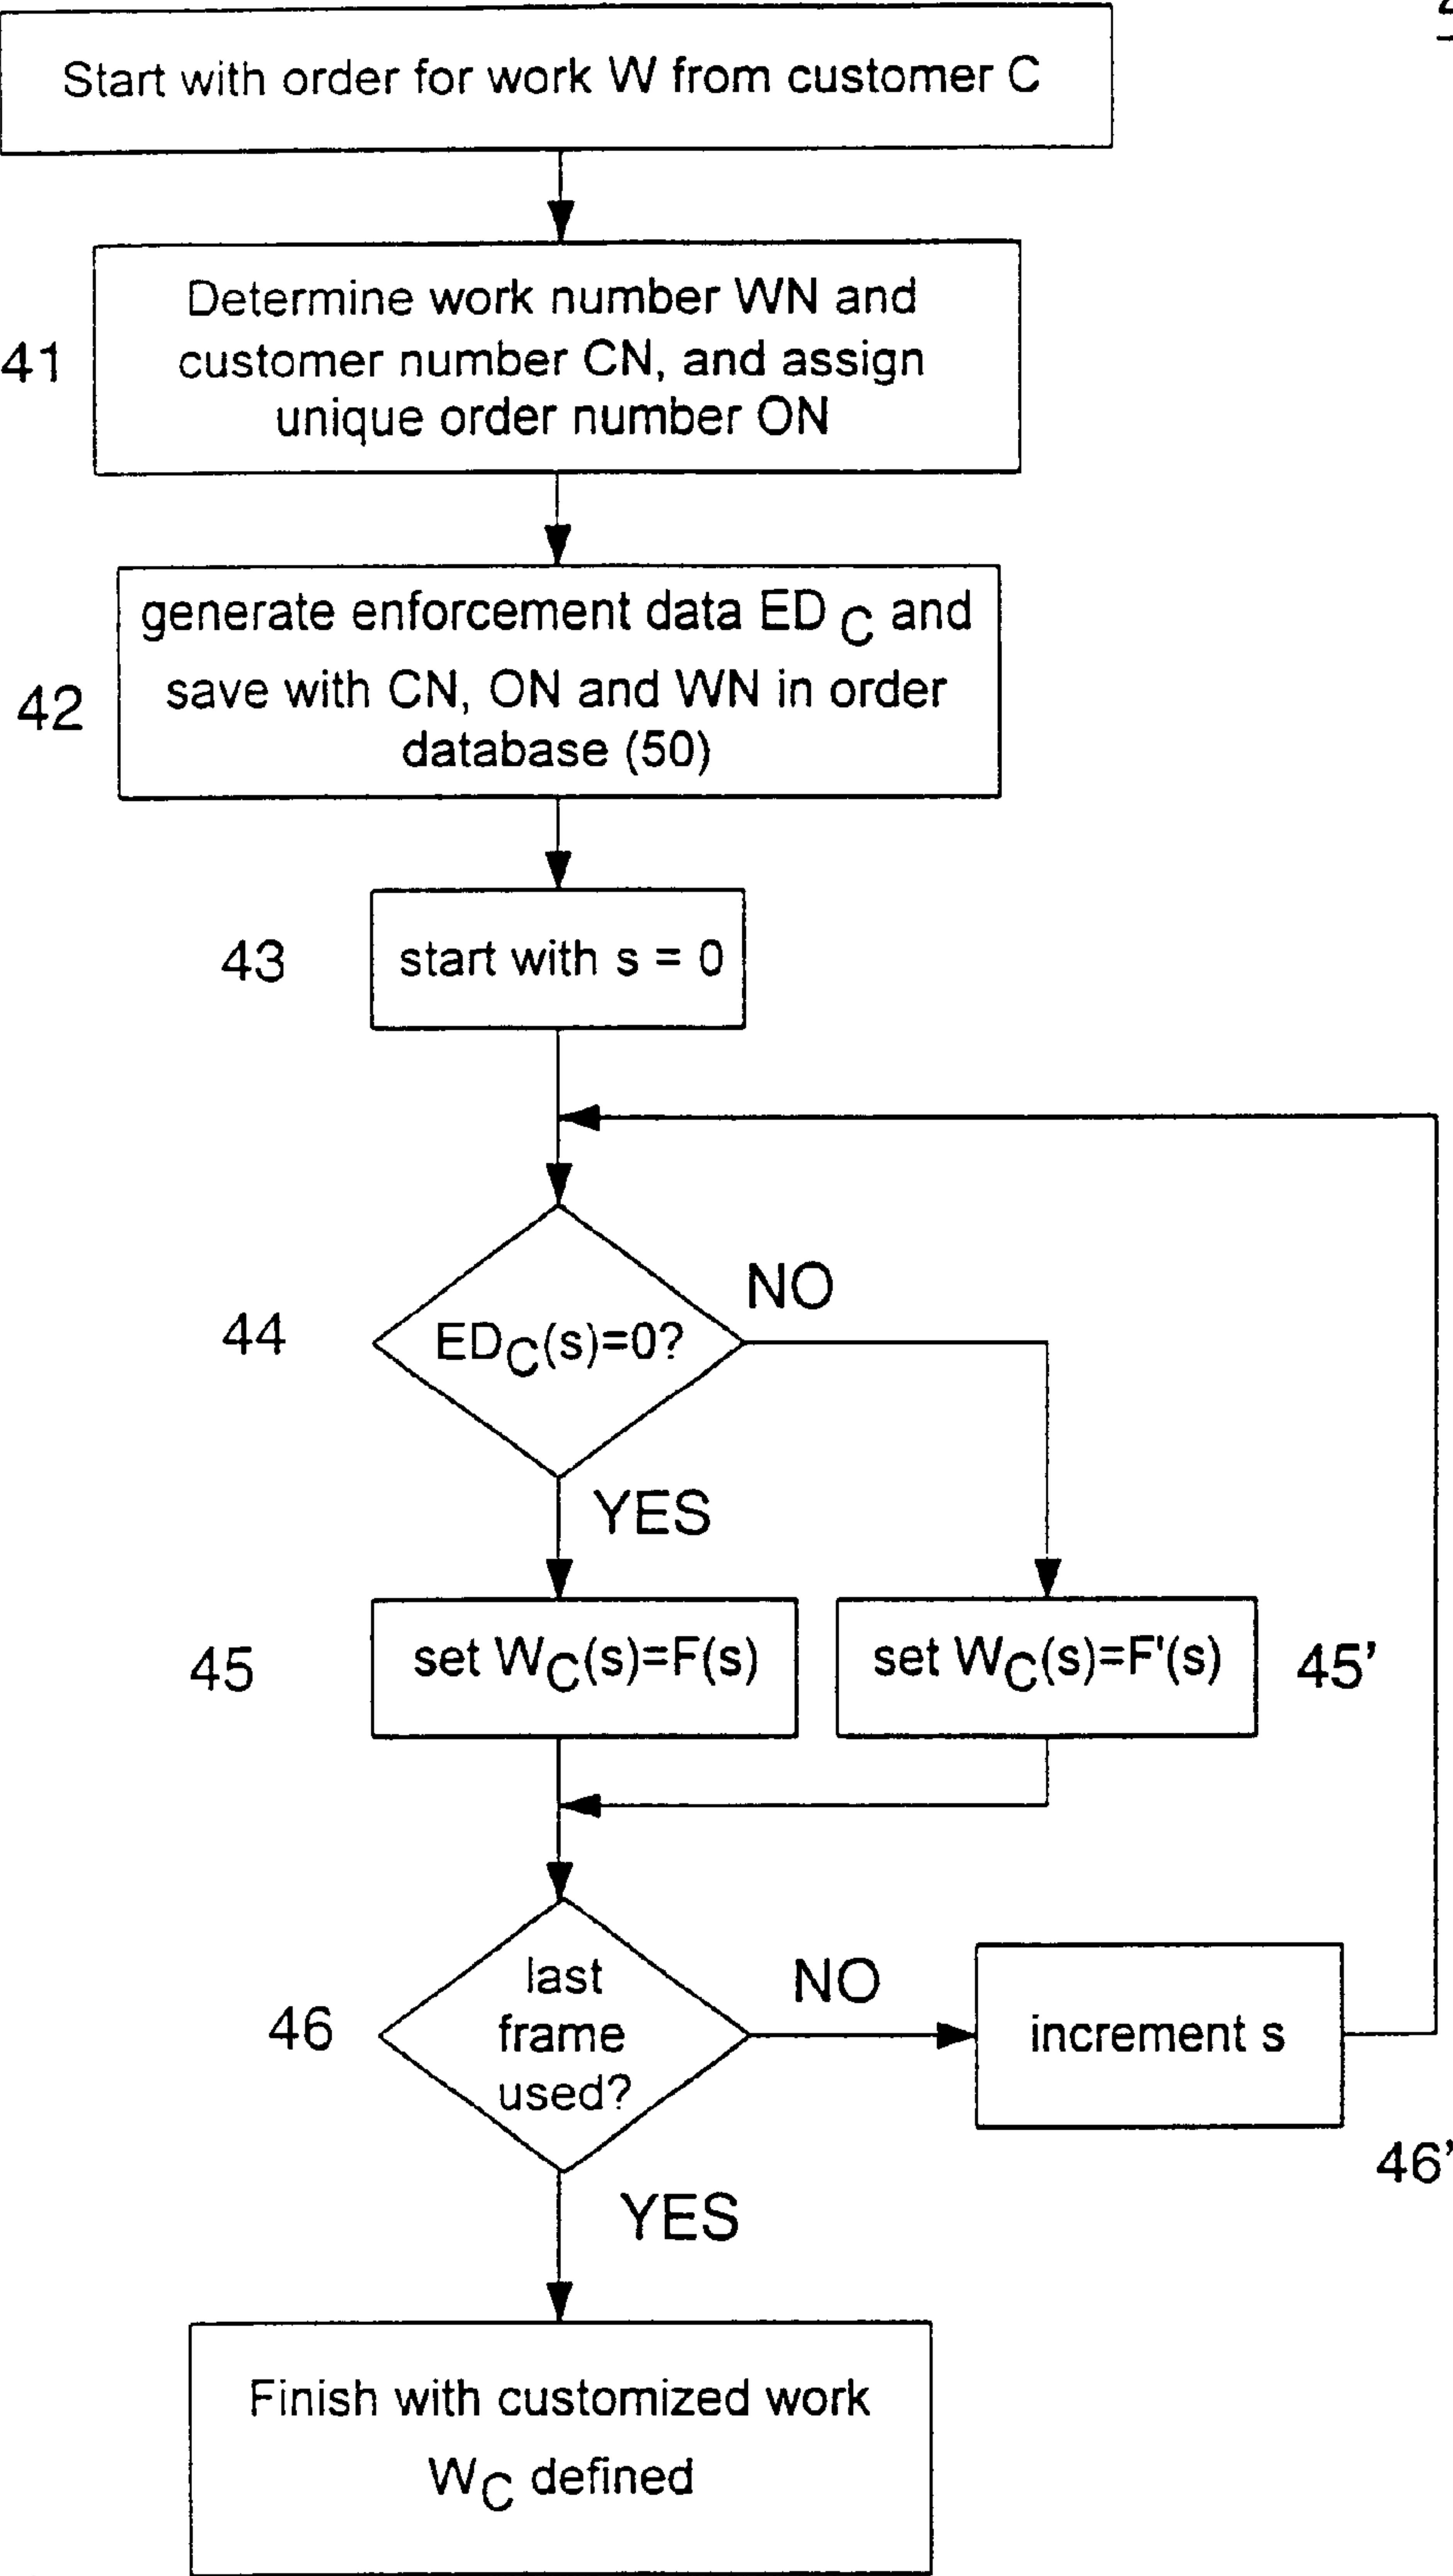 Start with order for work W from customer C
41
Determine work number WN and
customer number CN, and assign
unique order number ON
42
generate enforcement data ED C and
save with CN, ON and WN in order
database (50)
43
start with s = 0
44
EDC(s)=0?
NO
YES
45
set WC(s)=F(s)
set WC(s)=F'(s)
45'
46
last
frame
used?
NO
increment s
46'
YES
Finish with customized work
WC defined